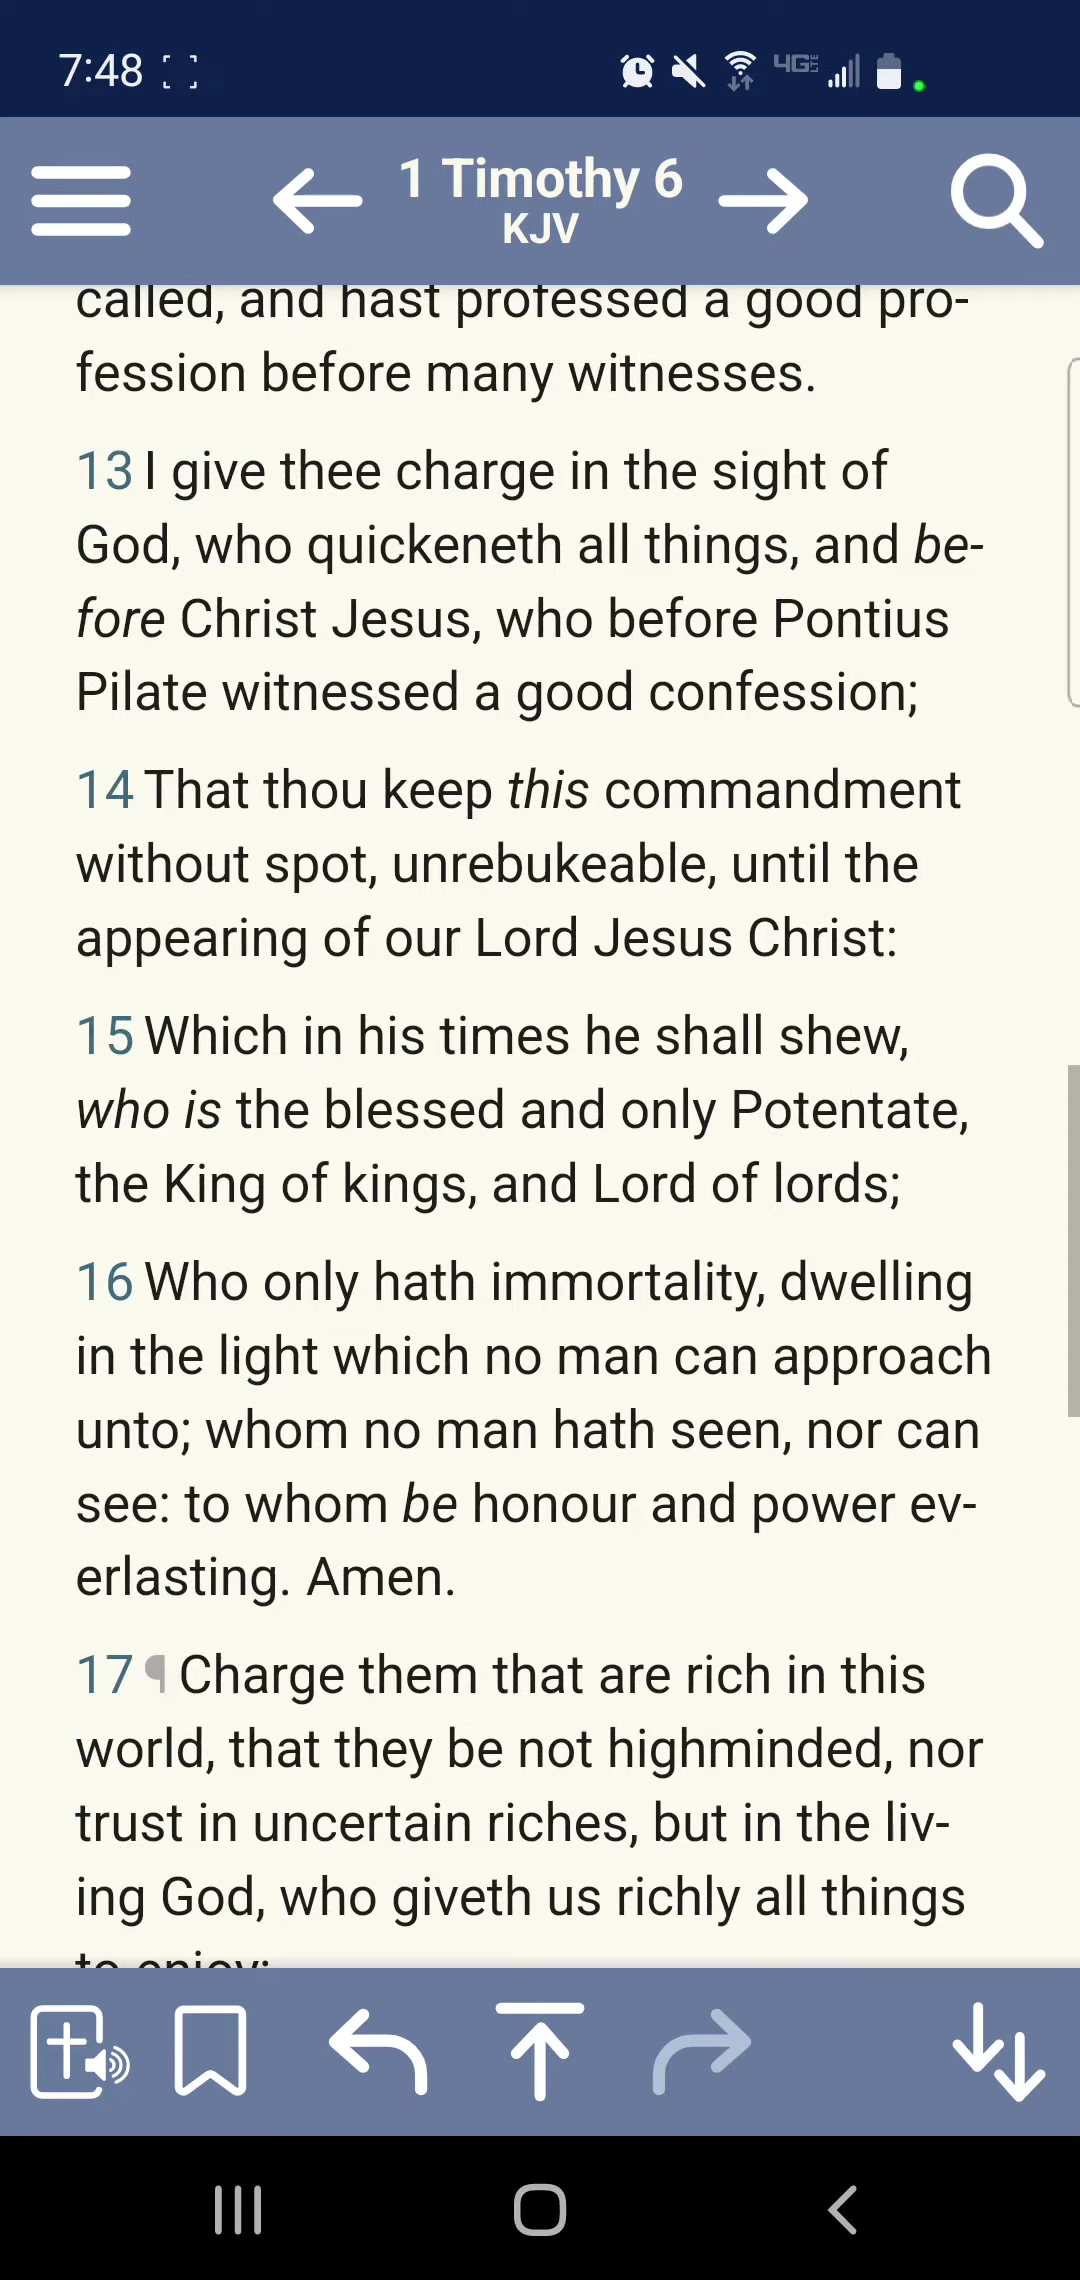 7:48
4G LTE
1 Timothy 6
KJV
called, and hast professed a good pro-
fession before many witnesses.
13 I give thee charge in the sight of
God, who quickeneth all things, and be-
fore Christ Jesus, who before Pontius
Pilate witnessed a good confession;
14 That thou keep this commandment
without spot, unrebukeable, until the
appearing of our Lord Jesus Christ:
15 Which in his times he shall shew,
who is the blessed and only Potentate,
the King of kings, and Lord of lords;
16 Who only hath immortality, dwelling
in the light which no man can approach
unto; whom no man hath seen, nor can
see: to whom be honour and power ev-
erlasting. Amen.
17 ¶ Charge them that are rich in this
world, that they be not highminded, nor
trust in uncertain riches, but in the liv-
ing God, who giveth us richly all things
to enjoy;